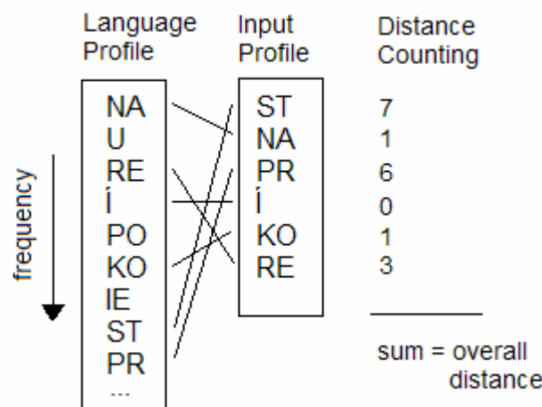 Language
Profile
Input
Profile
Distance
Counting
frequency
NA
U
RE
Í
PO
KO
IE
ST
PR
...
ST
NA
PR
Í
KO
RE
7
1
6
0
1
3
sum = overall
distance